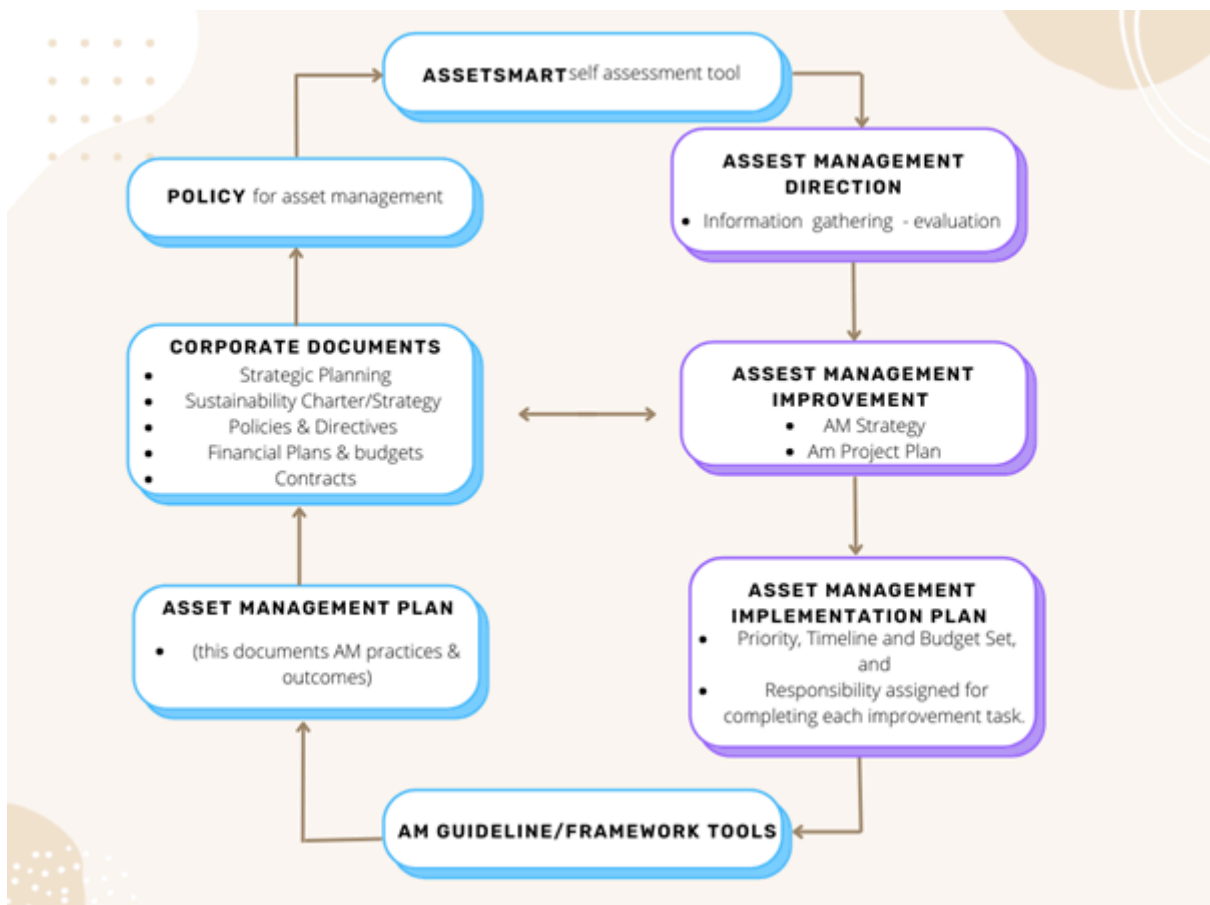 ASSETSMART self assessment tool
ASSEST MANAGEMENT
DIRECTION
• Information gathering - evaluation
POLICY for asset management
CORPORATE DOCUMENTS
• Strategic Planning
• Sustainability Charter/Strategy
• Policies & Directives
• Financial Plans & budgets
• Contracts
ASSEST MANAGEMENT
IMPROVEMENT
• AM Strategy
• Am Project Plan
ASSET MANAGEMENT PLAN
• (this documents AM practices &
outcomes)
ASSET MANAGEMENT
IMPLEMENTATION PLAN
• Priority, Timeline and Budget Set,
and
• Responsibility assigned for
completing each improvement task.
AM GUIDELINE/FRAMEWORK TOOLS